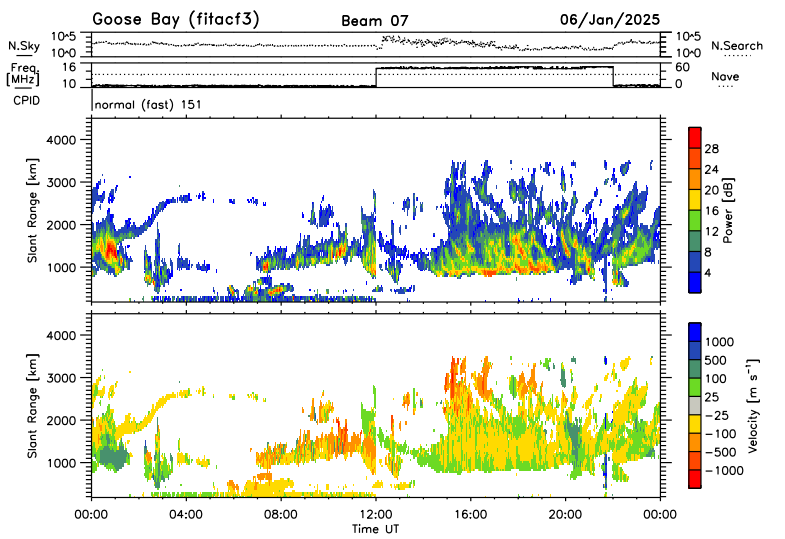 Goose Bay (fitacf3) Beam 07 06/Jan/2025
N.Sky 10^5 10^0 10^5 10^0 N.Search
Freq. [MHz] 16 10 60 0 Nave
CPID normal (fast) 151
Slant Range [km] 4000 3000 2000 1000
Power [dB] 28 24 20 16 12 8 4
Slant Range [km] 4000 3000 2000 1000
Velocity [m s⁻¹] 1000 500 100 25 −25 −100 −500 −1000
00:00 04:00 08:00 12:00 16:00 20:00 00:00
Time UT